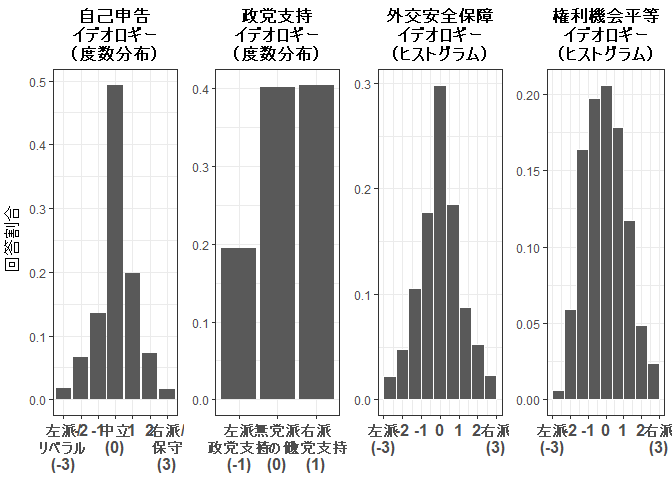 自己申告
イデオロギー
（度数分布）
政党支持
イデオロギー
（度数分布）
外交安全保障
イデオロギー
（ヒストグラム）
権利機会平等
イデオロギー
（ヒストグラム）
回答割合
0.5
0.4
0.3
0.2
0.1
0.0
左派/
リベラル
(-3)
-2
-1
中立
(0)
1
2
右派/
保守
(3)
0.4
0.3
0.2
0.1
0.0
左派
政党支持
(-1)
無党派
その他
(0)
右派
政党支持
(1)
0.3
0.2
0.1
0.0
左派
(-3)
-2
-1
0
1
2
右派
(3)
0.20
0.15
0.10
0.05
0.00
左派
(-3)
-2
-1
0
1
2
右派
(3)